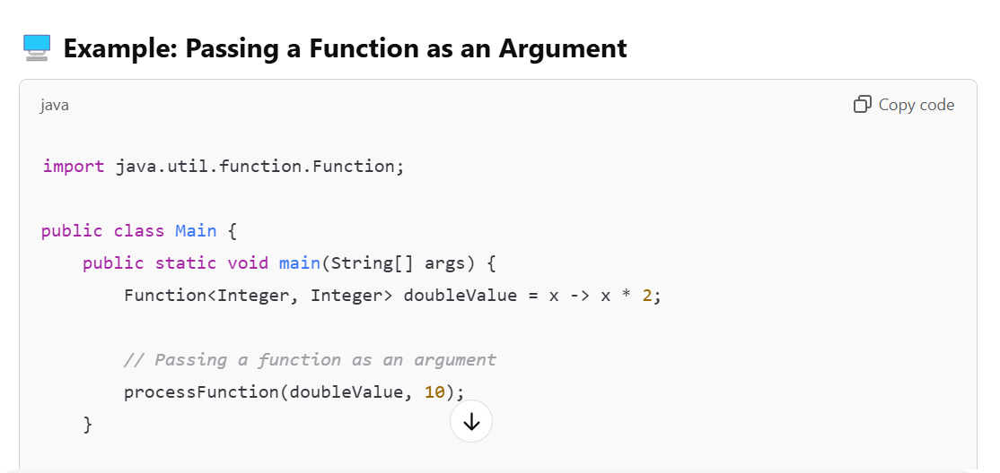 Example: Passing a Function as an Argument
java
Copy code
import java.util.function.Function;
public class Main {
    public static void main(String[] args) {
        Function<Integer, Integer> doubleValue = x -> x * 2;
        // Passing a function as an argument
        processFunction(doubleValue, 10);
    }